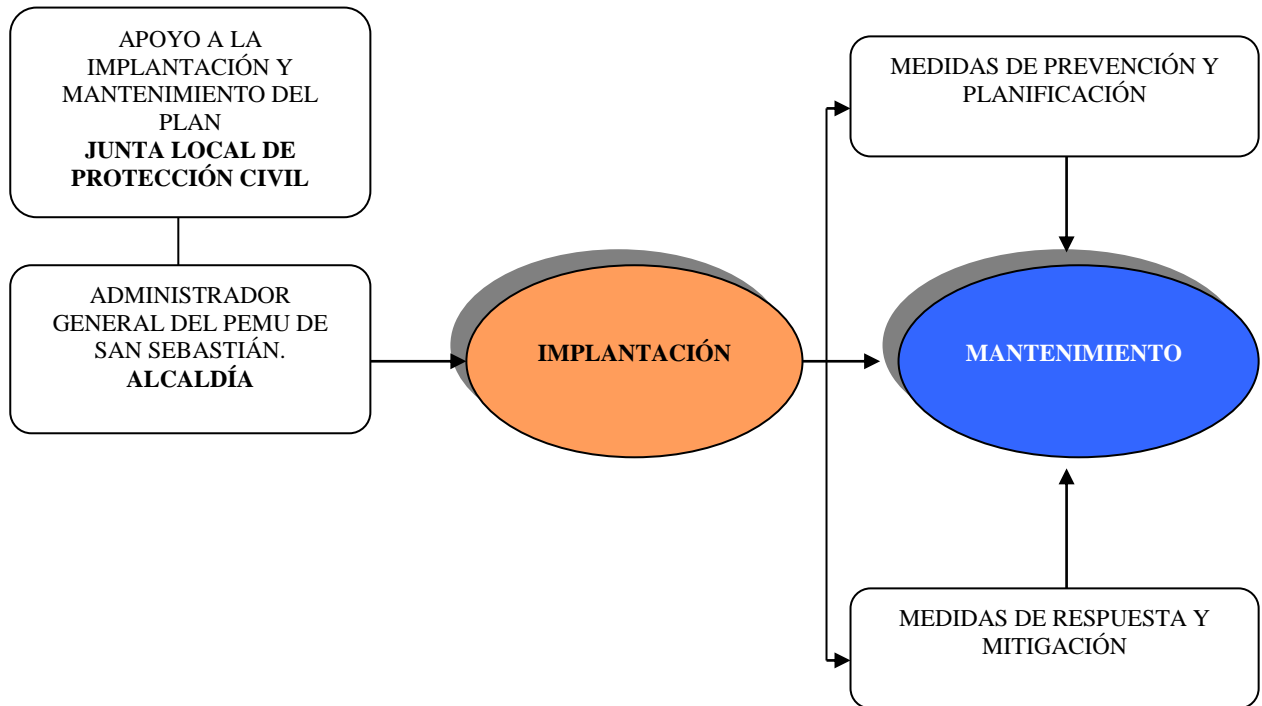 APOYO A LA
IMPLANTACIÓN Y
MANTENIMIENTO DEL
PLAN
JUNTA LOCAL DE
PROTECCIÓN CIVIL
ADMINISTRADOR
GENERAL DEL PEMU DE
SAN SEBASTIÁN.
ALCALDÍA
IMPLANTACIÓN
MEDIDAS DE PREVENCIÓN Y
PLANIFICACIÓN
MANTENIMIENTO
MEDIDAS DE RESPUESTA Y
MITIGACIÓN